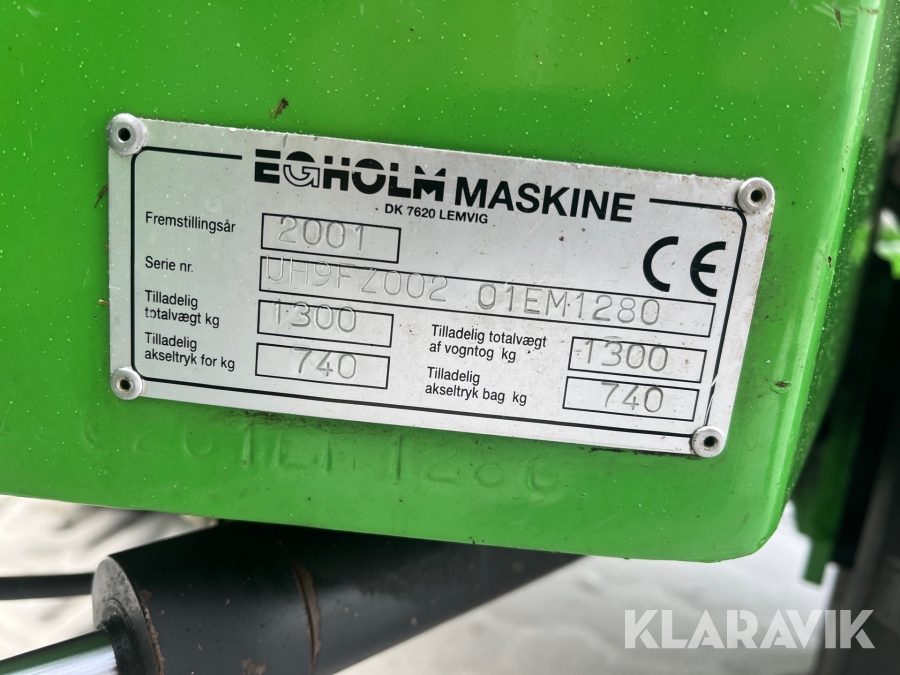 EGHOLM MASKINE
DK 7620 LEMVIG
Fremstillingsår 2001
CE
Serie nr. UH9FZ002 01EM1280
Tilladelig totalvægt kg 1300
Tilladelig totalvægt af vogntog kg 1300
Tilladelig akseltryk for kg 740
Tilladelig akseltryk bag kg 740
201EM1280
KLARAVIK